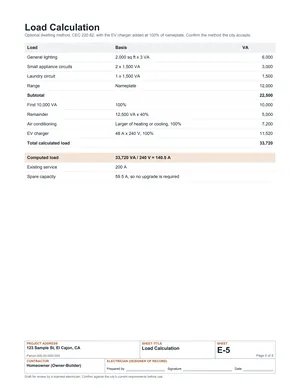 Load Calculation
Optional dwelling method, CEC 220.82, with the EV charger added at 100% of nameplate. Confirm the method the city accepts.
Load Basis VA
General lighting 2,000 sq ft x 3 VA 6,000
Small appliance circuits 2 x 1,500 VA 3,000
Laundry circuit 1 x 1,500 VA 1,500
Range Nameplate 12,000
Subtotal 22,500
First 10,000 VA 100% 10,000
Remainder 12,500 VA x 40% 5,000
Air conditioning Larger of heating or cooling, 100% 7,200
EV charger 48 A x 240 V, 100% 11,520
Total calculated load 33,720
Computed load 33,720 VA / 240 V = 140.5 A
Existing service 200 A
Spare capacity 59.5 A, so no upgrade is required
PROJECT ADDRESS SHEET TITLE SHEET
123 Sample St, El Cajon, CA Load Calculation E-5
CONTRACTOR ELECTRICIAN (DESIGNER OF RECORD)
Homeowner (Owner-Builder) Prepared by Signature Date